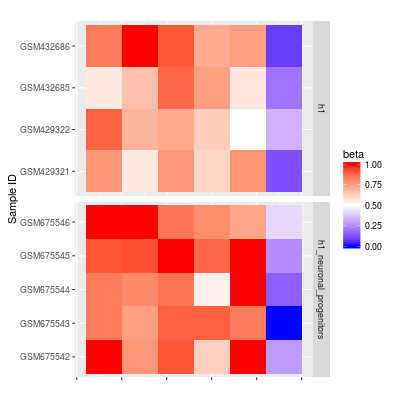 GSM432686
GSM432685
GSM429322
GSM429321
h1
GSM675546
GSM675545
GSM675544
GSM675543
GSM675542
h1_neuronal_progenitors
Sample ID
beta
1.00
0.75
0.50
0.25
0.00